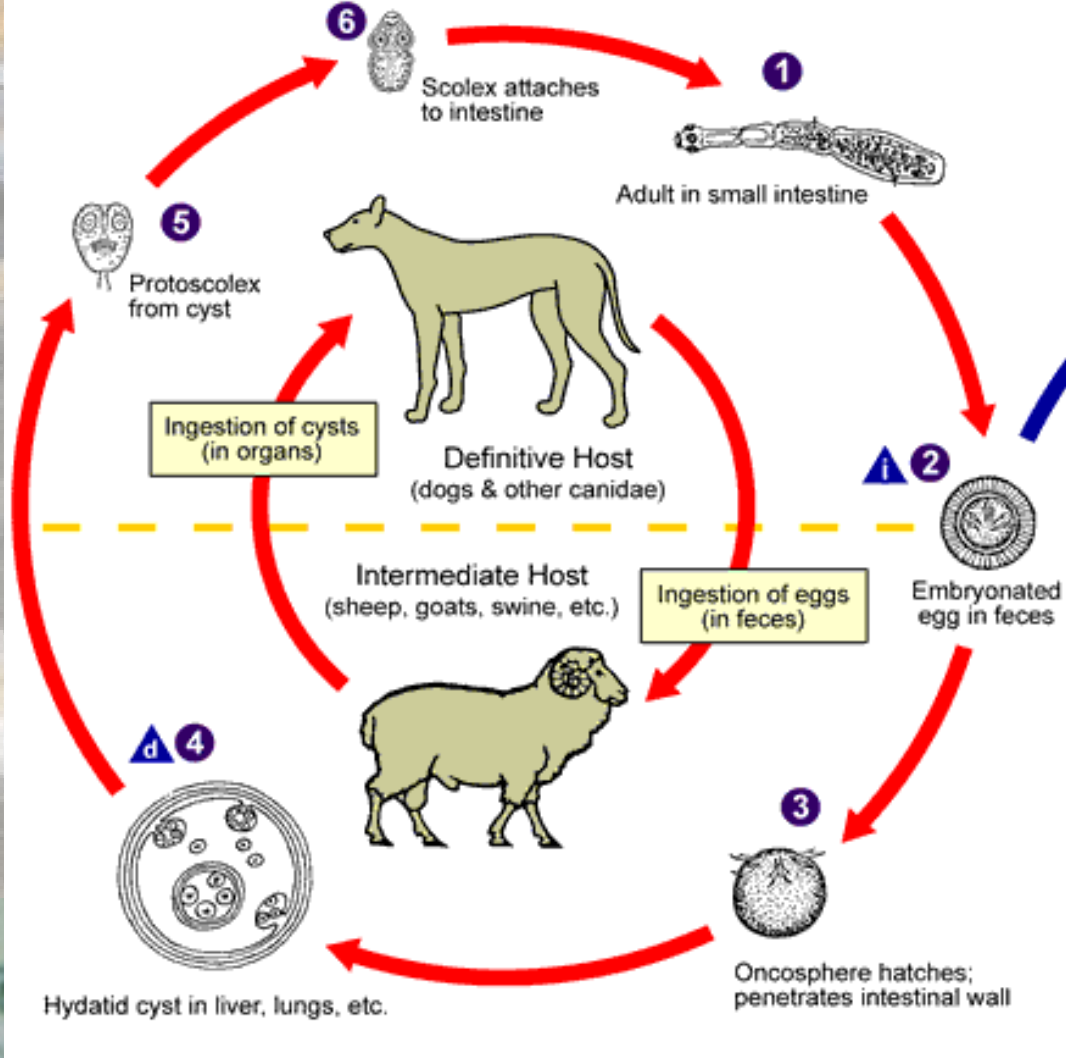 6
Scolex attaches
to intestine
1
Adult in small intestine
5
Protoscolex
from cyst
Ingestion of cysts
(in organs)
Definitive Host
(dogs & other canidae)
i 2
Embryonated
egg in feces
Intermediate Host
(sheep, goats, swine, etc.)
Ingestion of eggs
(in feces)
d 4
Hydatid cyst in liver, lungs, etc.
3
Oncosphere hatches;
penetrates intestinal wall